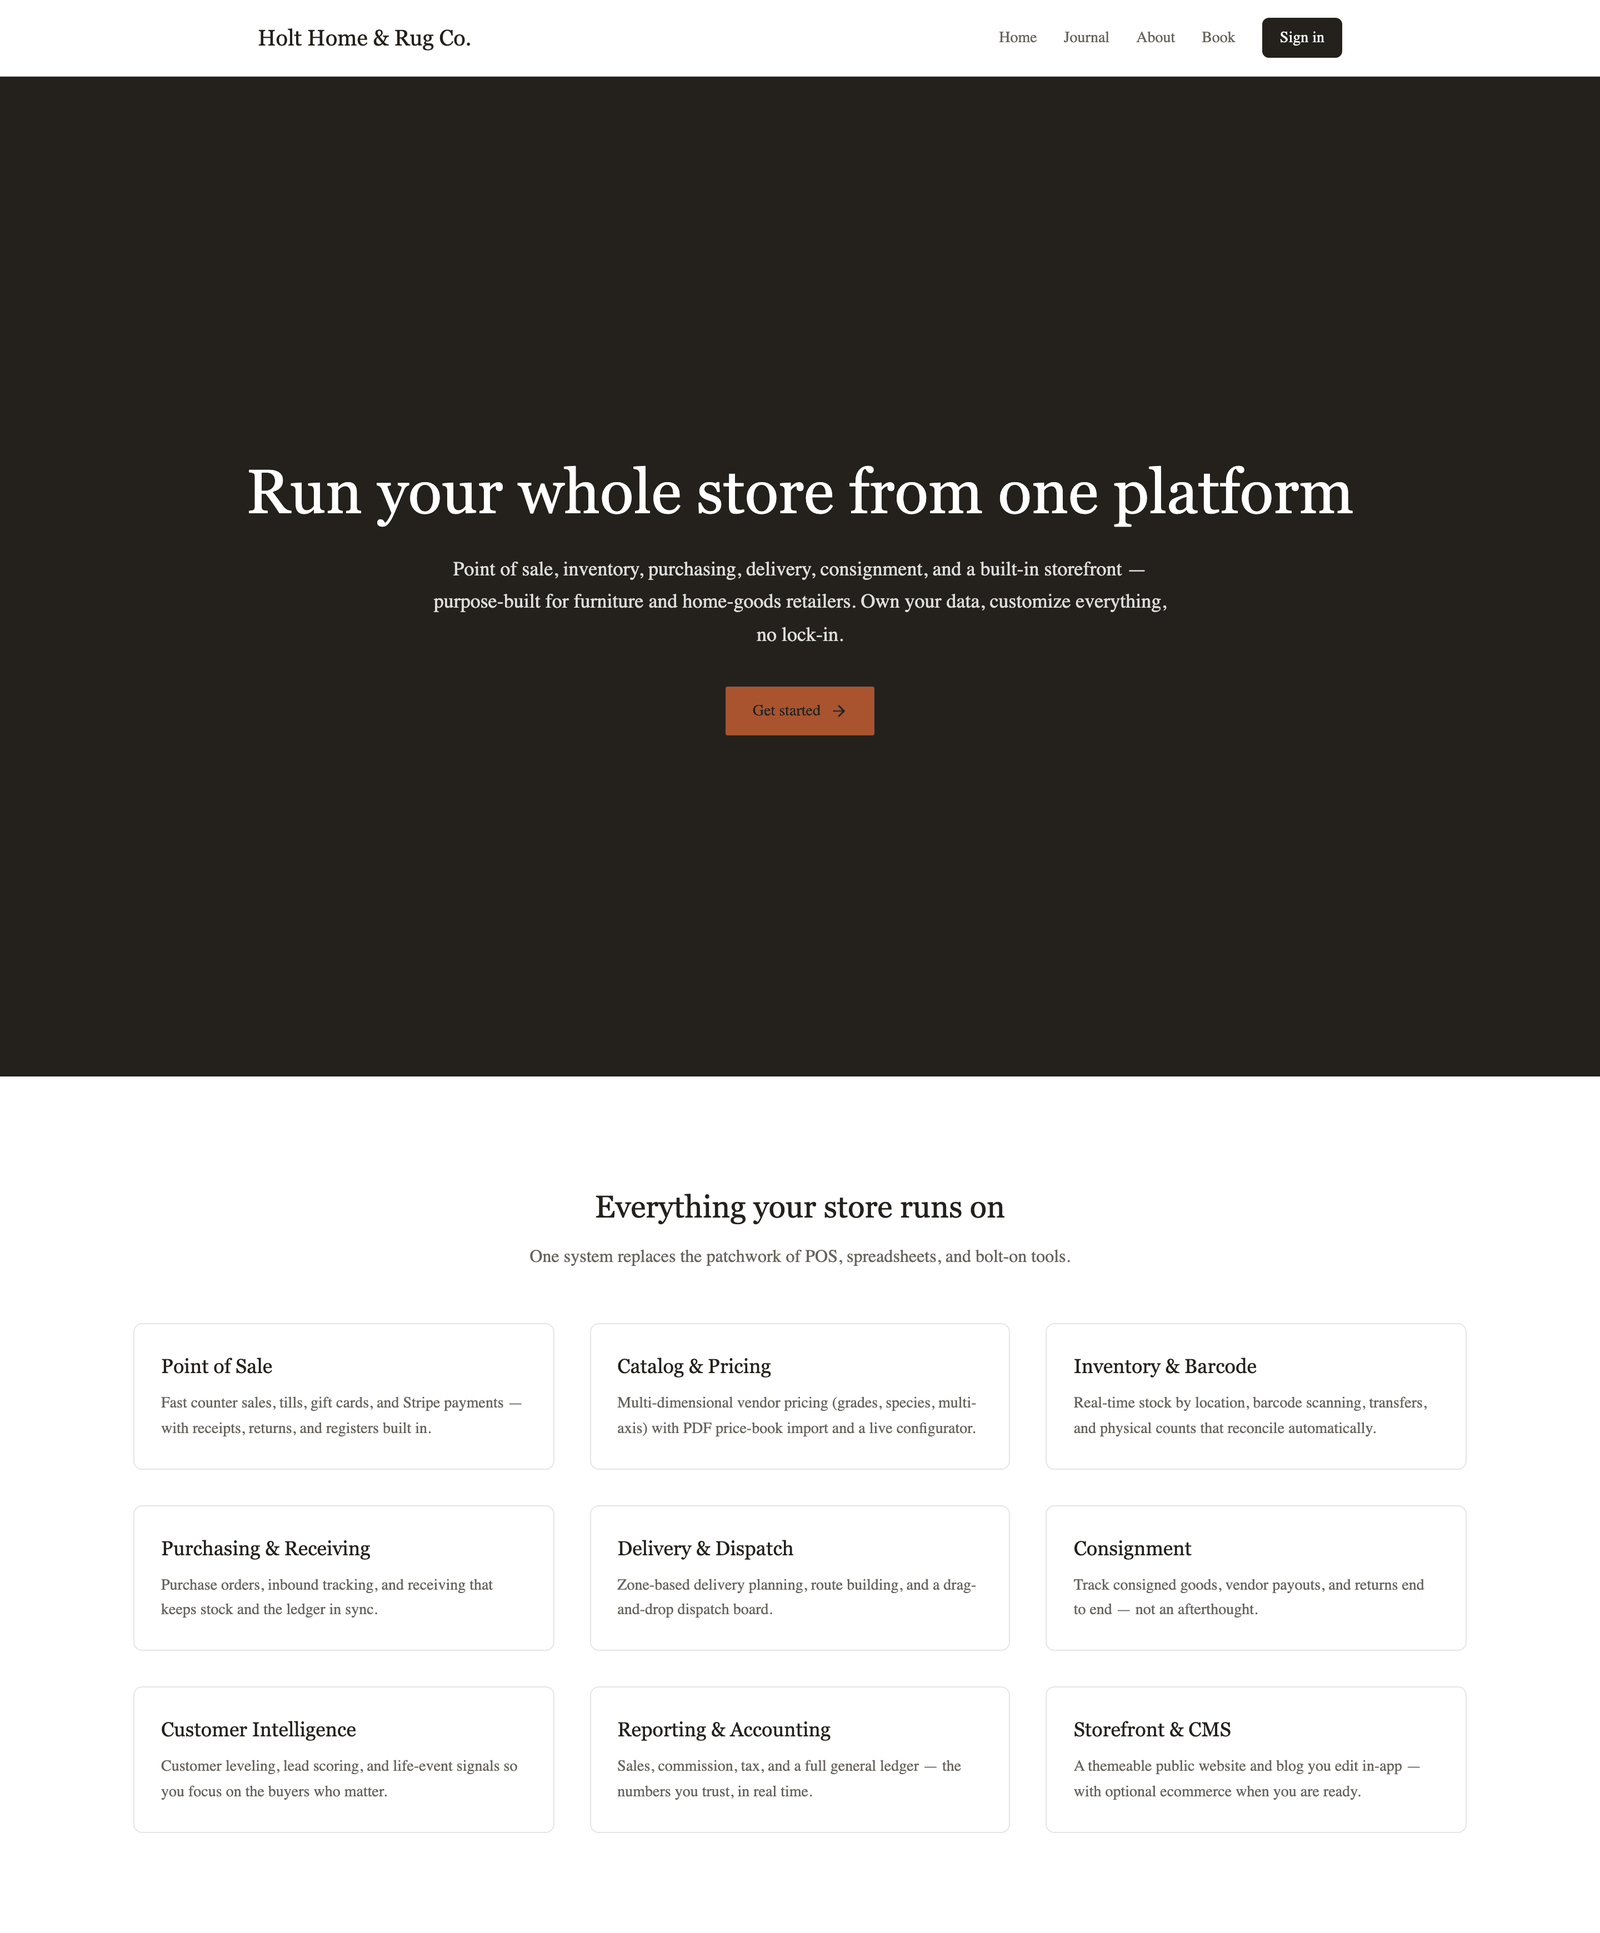 Holt Home & Rug Co.
Home
Journal
About
Book
Sign in
Run your whole store from one platform
Point of sale, inventory, purchasing, delivery, consignment, and a built-in storefront —
purpose-built for furniture and home-goods retailers. Own your data, customize everything,
no lock-in.
Get started →
Everything your store runs on
One system replaces the patchwork of POS, spreadsheets, and bolt-on tools.
Point of Sale
Fast counter sales, tills, gift cards, and Stripe payments —
with receipts, returns, and registers built in.
Catalog & Pricing
Multi-dimensional vendor pricing (grades, species, multi-
axis) with PDF price-book import and a live configurator.
Inventory & Barcode
Real-time stock by location, barcode scanning, transfers,
and physical counts that reconcile automatically.
Purchasing & Receiving
Purchase orders, inbound tracking, and receiving that
keeps stock and the ledger in sync.
Delivery & Dispatch
Zone-based delivery planning, route building, and a drag-
and-drop dispatch board.
Consignment
Track consigned goods, vendor payouts, and returns end
to end — not an afterthought.
Customer Intelligence
Customer leveling, lead scoring, and life-event signals so
you focus on the buyers who matter.
Reporting & Accounting
Sales, commission, tax, and a full general ledger — the
numbers you trust, in real time.
Storefront & CMS
A themeable public website and blog you edit in-app —
with optional ecommerce when you are ready.